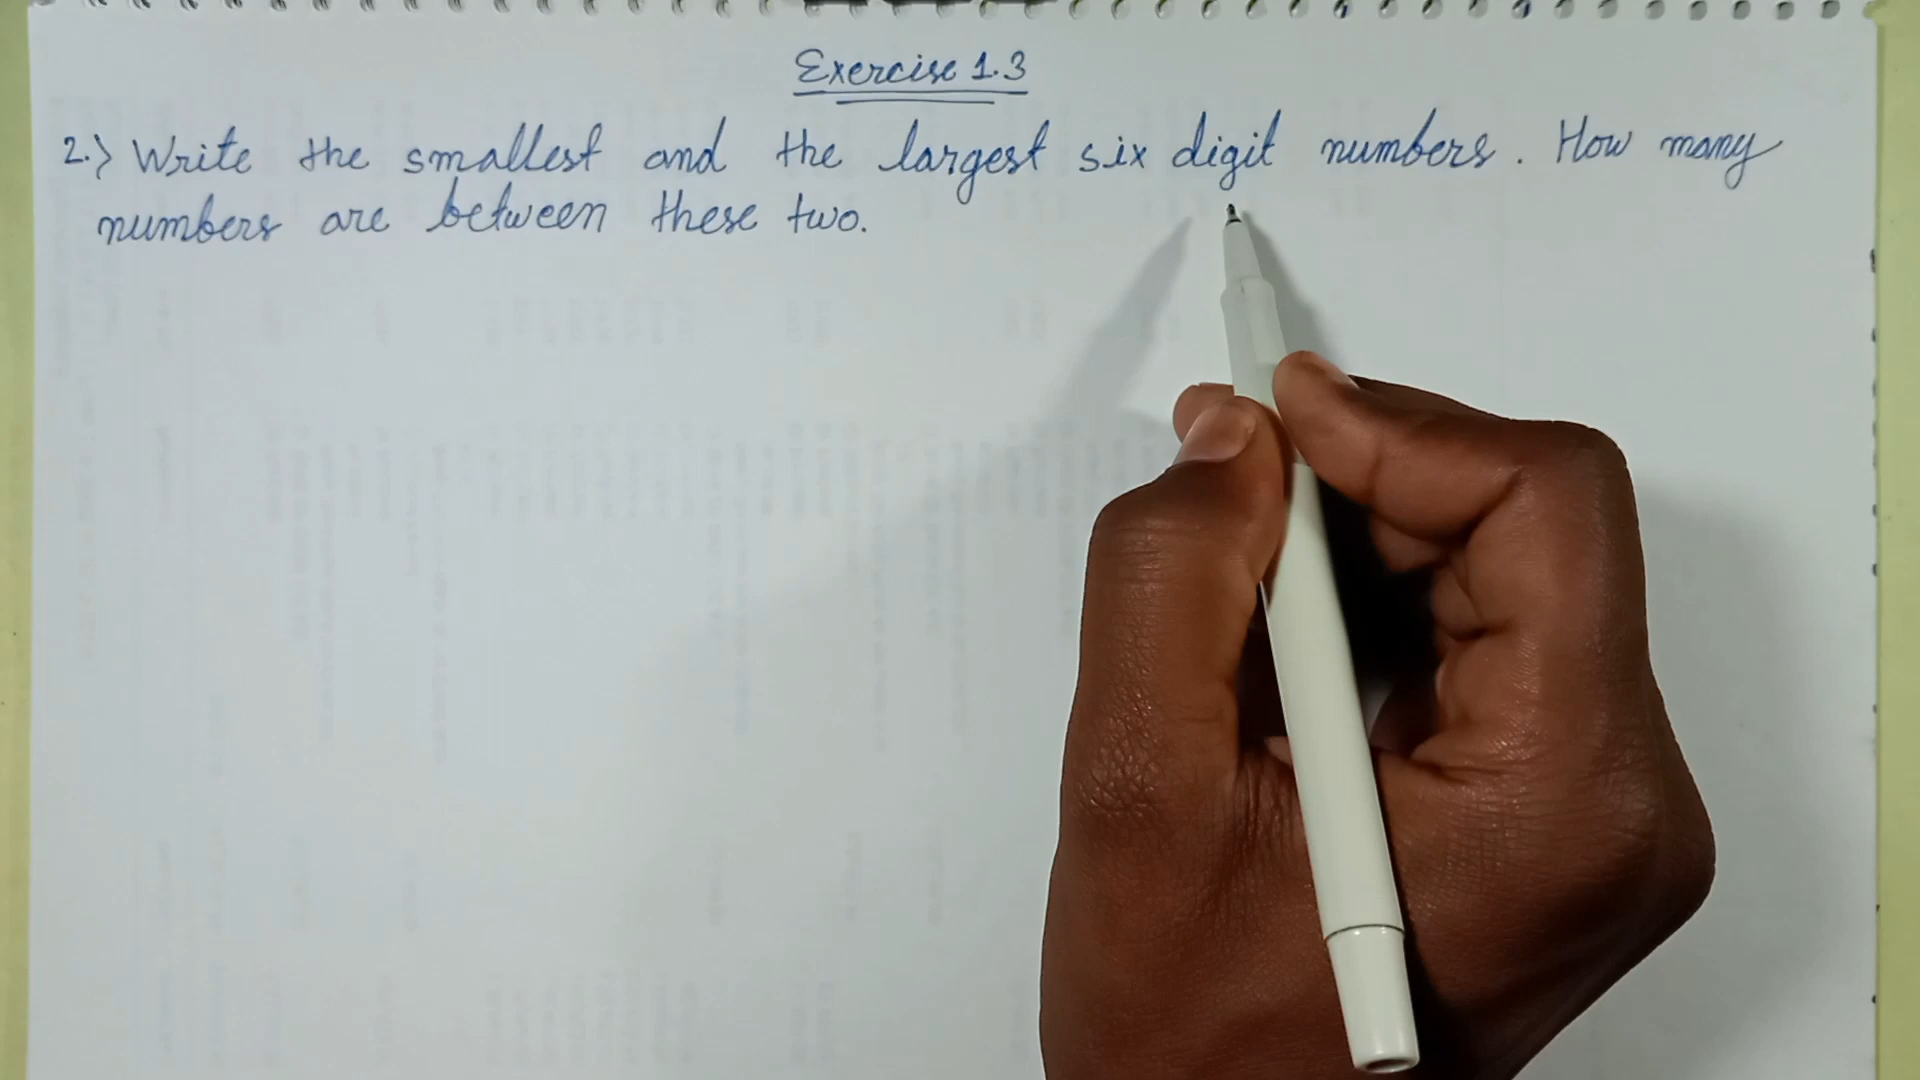 Exercise 1.3
2.) Write the smallest and the largest six digit numbers. How many
numbers are between these two.